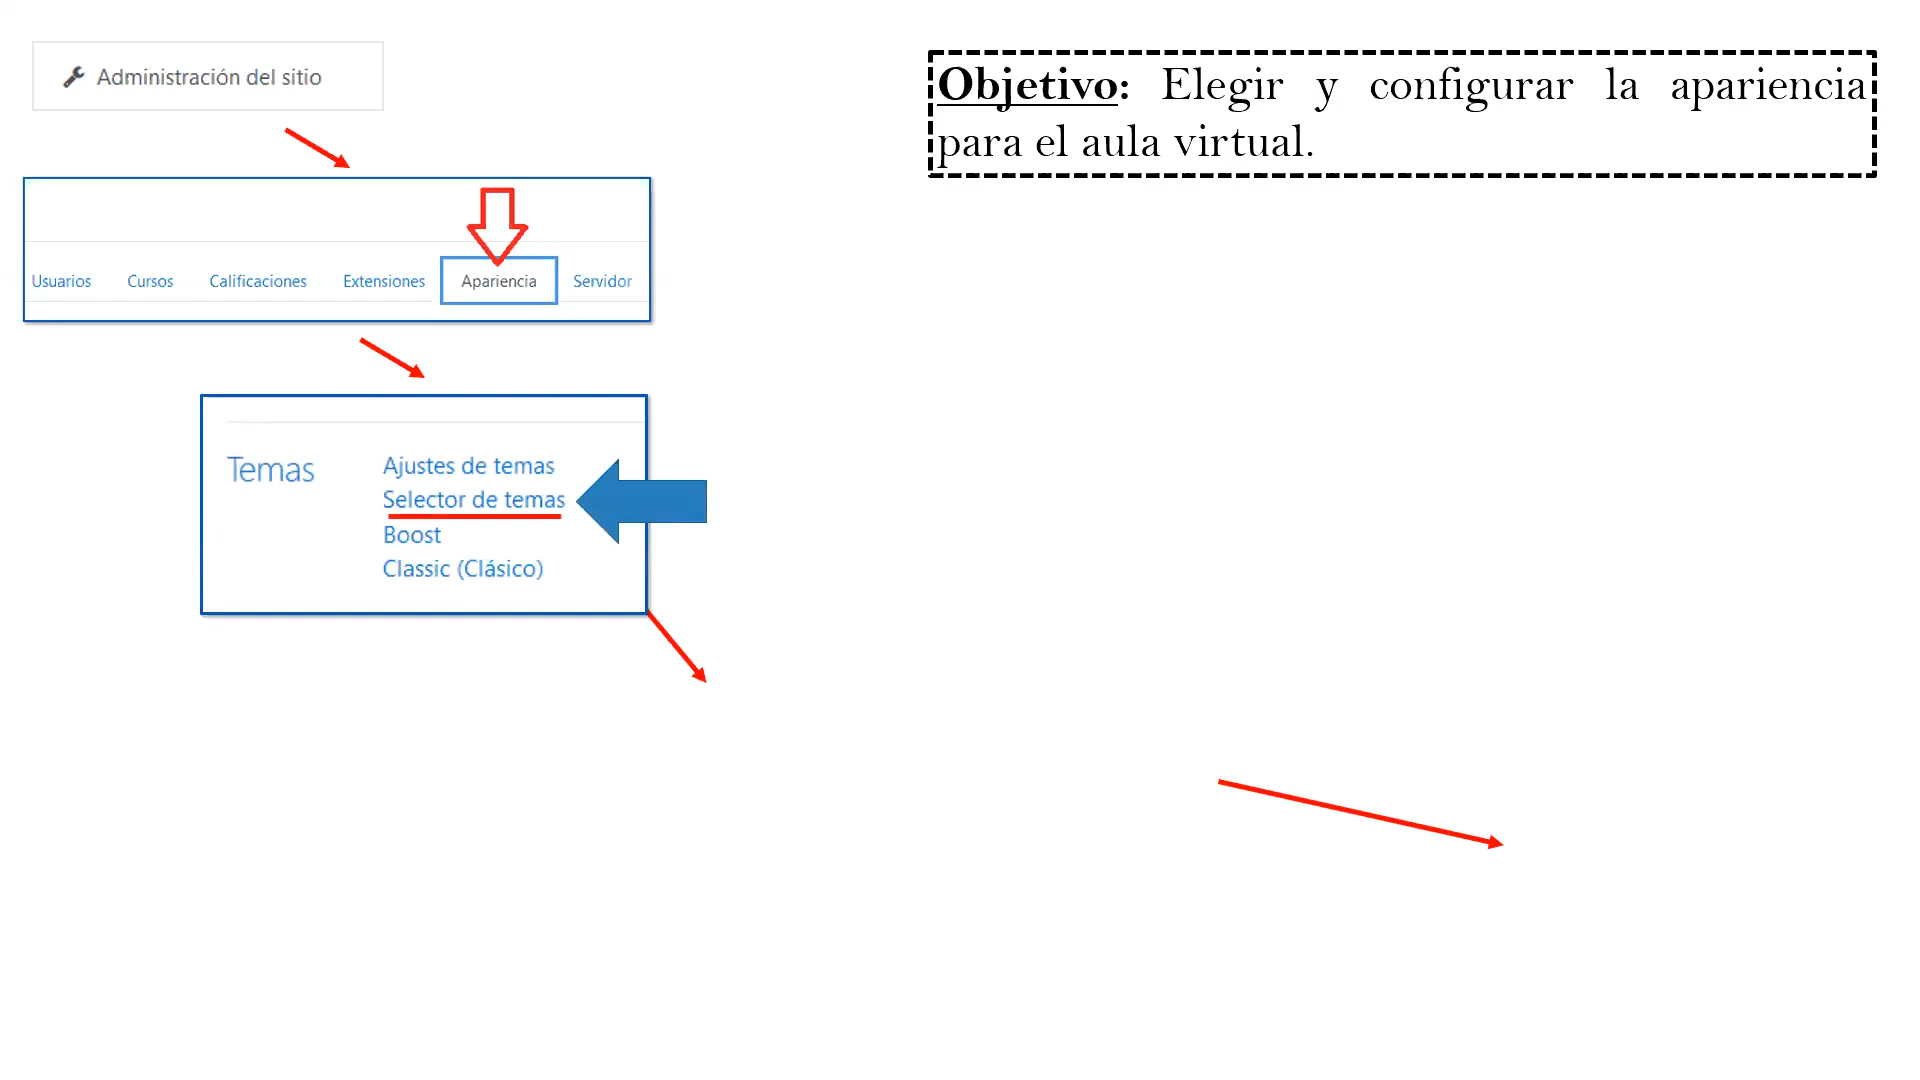 Administración del sitio
Objetivo: Elegir y configurar la apariencia
para el aula virtual.
Usuarios Cursos Calificaciones Extensiones Apariencia Servidor
Temas
Ajustes de temas
Selector de temas
Boost
Classic (Clásico)